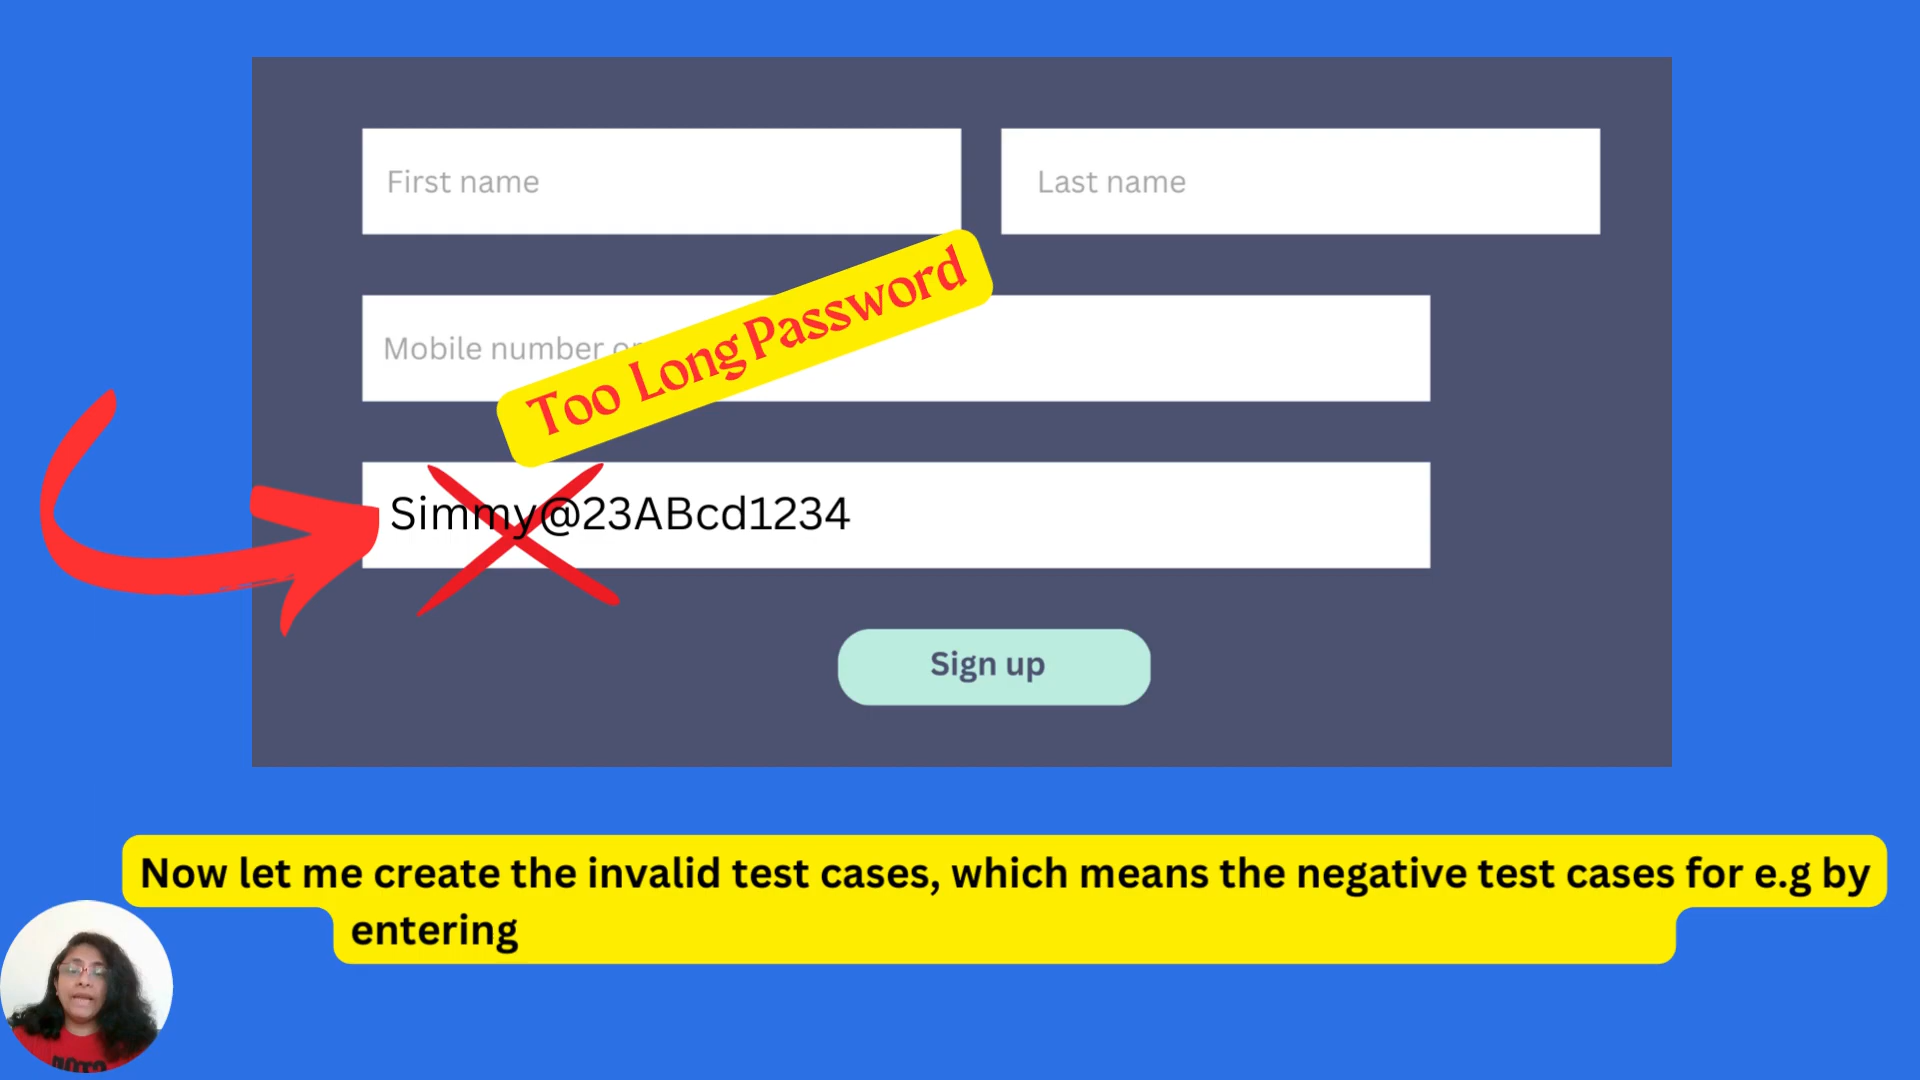 First name
Last name
Too Long Password
Mobile number or
Simmy@23ABcd1234
Sign up
Now let me create the invalid test cases, which means the negative test cases for e.g by
entering